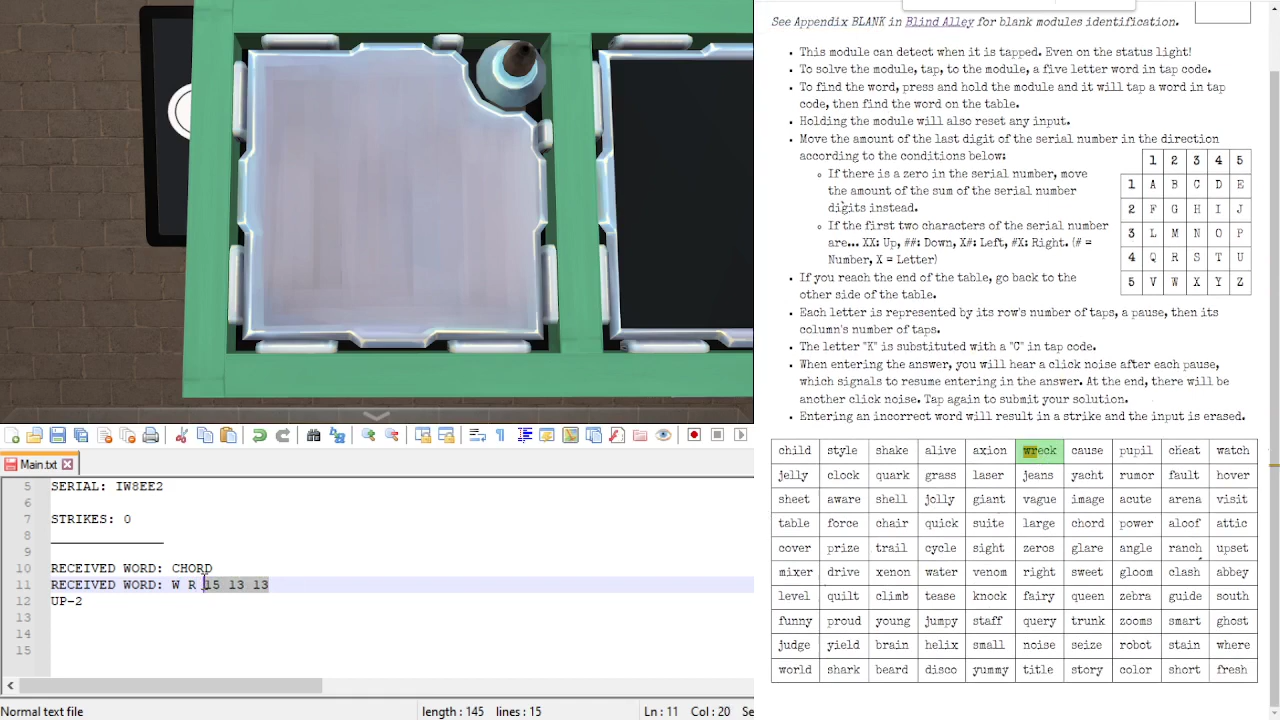 See Appendix BLANK in Blind Alley for blank modules identification.
This module can detect when it is tapped. Even on the status light!
To solve the module, tap, to the module, a five letter word in tap code.
To find the word, press and hold the module and it will tap a word in tap
code, then find the word on the table.
Holding the module will also reset any input.
Move the amount of the last digit of the serial number in the direction
according to the conditions below:
If there is a zero in the serial number, move
the amount of the sum of the serial number
digits instead.
If the first two characters of the serial number
are... XX: Up, ##: Down, X#: Left, #X: Right. (# =
Number, X = Letter)
If you reach the end of the table, go back to the
other side of the table.
Each letter is represented by its row's number of taps, a pause, then its
column's number of taps.
The letter "K" is substituted with a "C" in tap code.
When entering the answer, you will hear a click noise after each pause,
which signals to resume entering in the answer. At the end, there will be
another click noise. Tap again to submit your solution.
Entering an incorrect word will result in a strike and the input is erased.
1 2 3 4 5
1 A B C D E
2 F G H I J
3 L M N O P
4 Q R S T U
5 V W X Y Z
child style shake alive axion wreck cause pupil cheat watch
jelly clock quark grass laser jeans yacht rumor fault hover
sheet aware shell jolly giant vague image acute arena visit
table force chair quick suite large chord power aloof attic
cover prize trail cycle sight zeros glare angle ranch upset
mixer drive xenon water venom right sweet gloom clash abbey
level quilt climb tease knock fairy queen zebra guide south
funny proud young jumpy staff query trunk zooms smart ghost
judge yield brain helix small noise seize robot stain where
world shark beard disco yummy title story color short fresh
Main.txt
5 SERIAL: IW8EE2
6
7 STRIKES: 0
8
9
10 RECEIVED WORD: CHORD
11 RECEIVED WORD: W R 15 13 13
12 UP-2
13
14
15
Normal text file length : 145 lines : 15 Ln : 11 Col : 20 Se